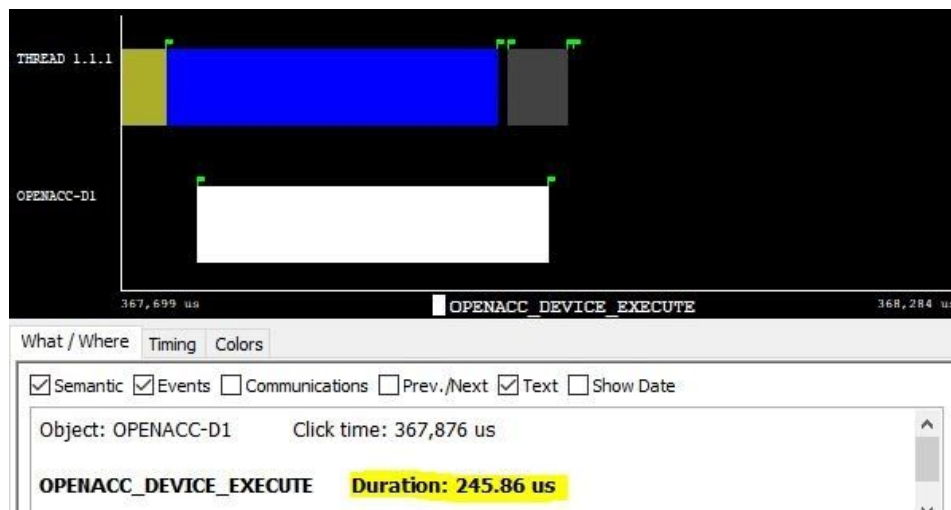 THREAD 1.1.1
OPENACC-D1
367,699 us
OPENACC_DEVICE_EXECUTE
368,284 us
What / Where Timing Colors
Semantic Events Communications Prev./Next Text Show Date
Object: OPENACC-D1 Click time: 367,876 us
OPENACC_DEVICE_EXECUTE Duration: 245.86 us